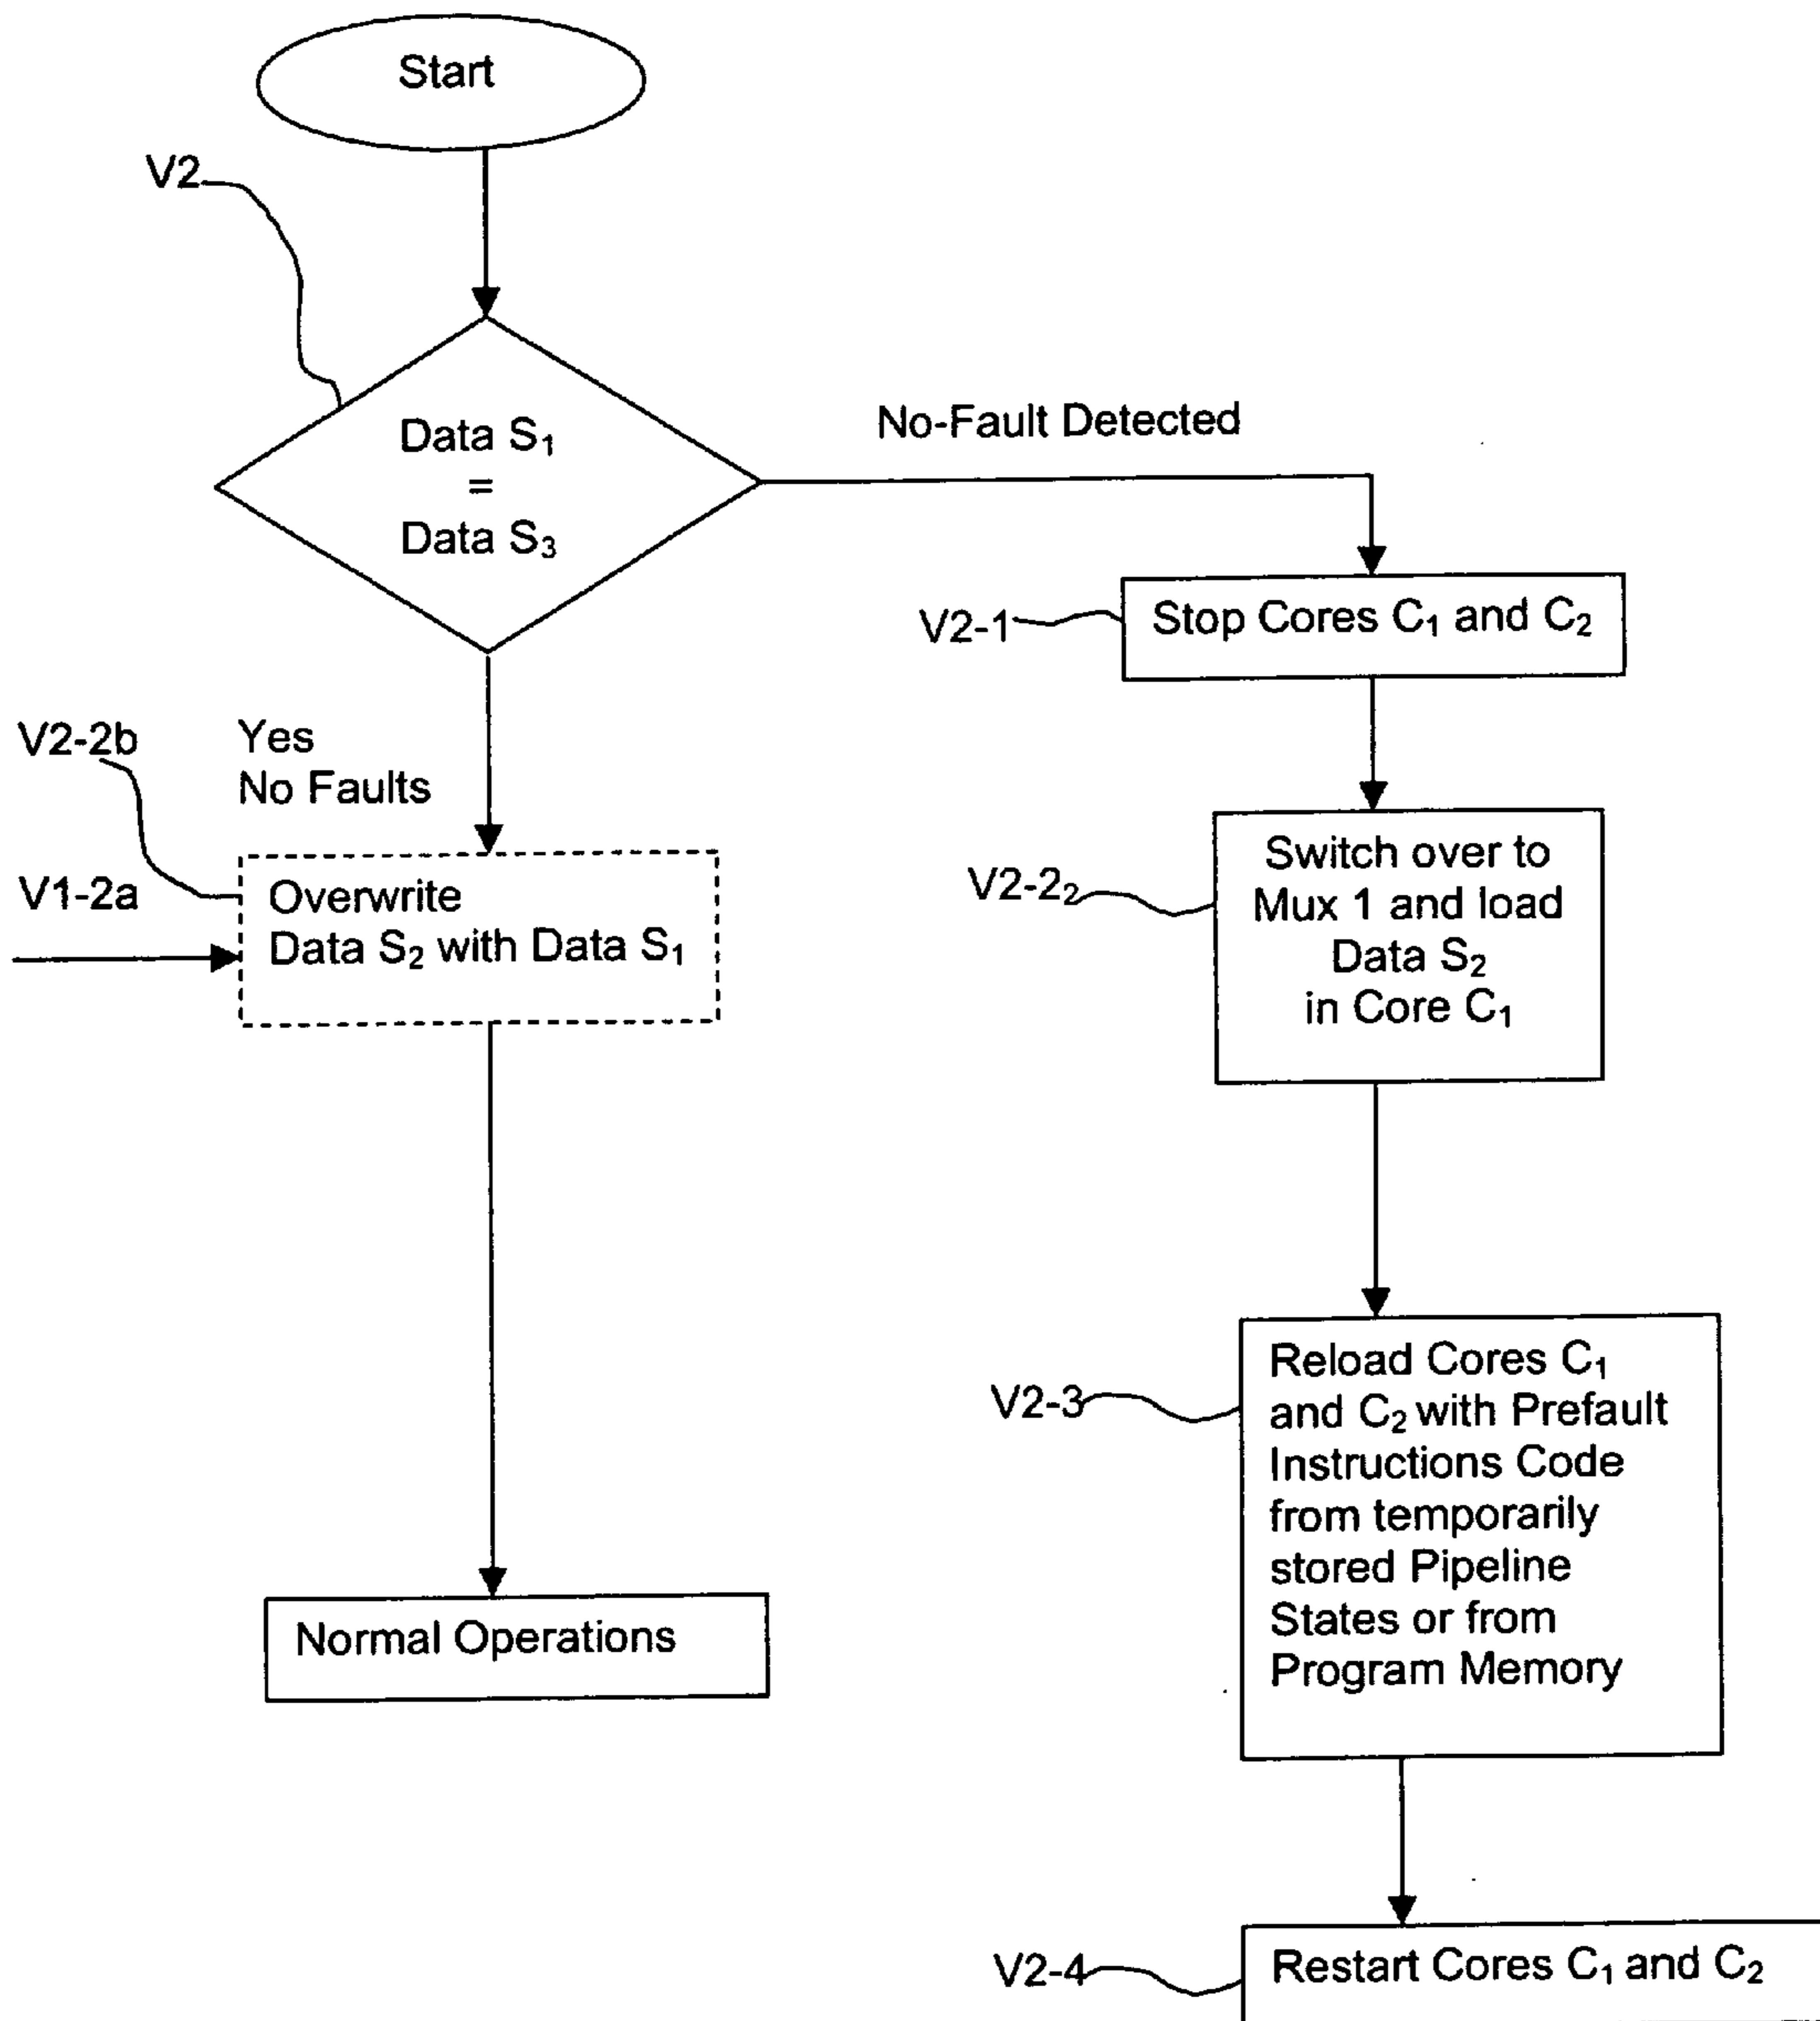 Start
V2
Data S₁
=
Data S₃
No-Fault Detected
V2-1
Stop Cores C₁ and C₂
V2-2b
Yes
No Faults
V1-2a
Overwrite
Data S₂ with Data S₁
V2-2₂
Switch over to
Mux 1 and load
Data S₂
in Core C₁
V2-3
Reload Cores C₁
and C₂ with Prefault
Instructions Code
from temporarily
stored Pipeline
States or from
Program Memory
Normal Operations
V2-4
Restart Cores C₁ and C₂